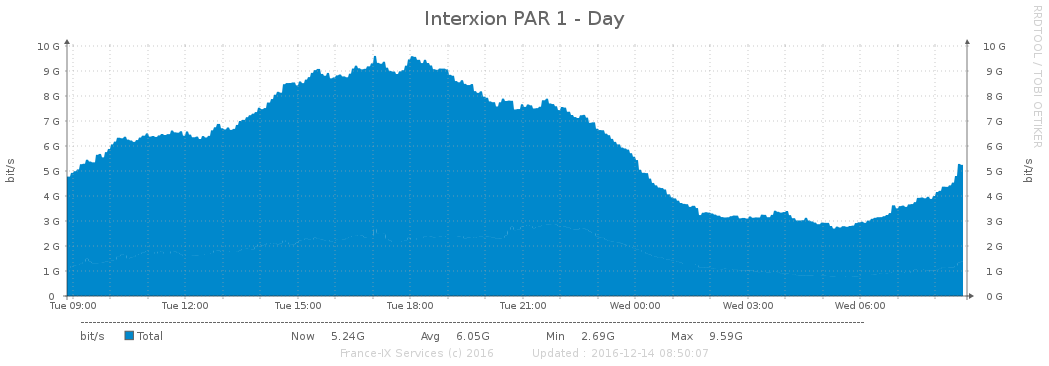 Interxion PAR 1 - Day
RRDTOOL / TOBI OETIKER
10 G 10 G
9 G 9 G
8 G 8 G
7 G 7 G
6 G 6 G
5 G 5 G
4 G 4 G
3 G 3 G
2 G 2 G
1 G 1 G
0 0 G
bit/s
bit/s
Tue 09:00 Tue 12:00 Tue 15:00 Tue 18:00 Tue 21:00 Wed 00:00 Wed 03:00 Wed 06:00
bit/s Total Now 5.24G Avg 6.05G Min 2.69G Max 9.59G
France-IX Services (c) 2016 Updated : 2016-12-14 08:50:07